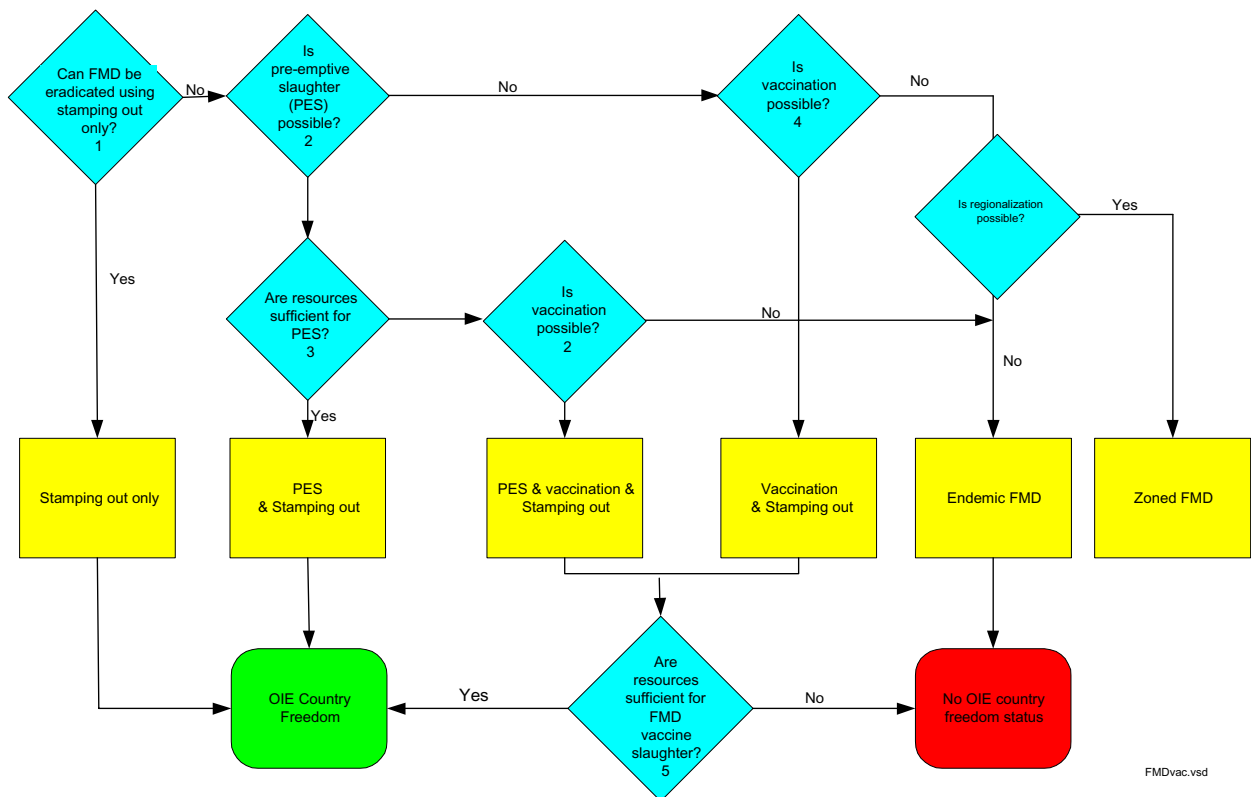 Can FMD be
eradicated using
stamping out
only?
1
No
Is
pre-emptive
slaughter
(PES)
possible?
2
No
Is
vaccination
possible?
4
No
Is regionalization
possible?
Yes
Yes
Are resources
sufficient for
PES?
3
Is
vaccination
possible?
2
No
No
Yes
Stamping out only
PES
& Stamping out
PES & vaccination &
Stamping out
Vaccination
& Stamping out
Endemic FMD
Zoned FMD
OIE Country
Freedom
Yes
Are
resources
sufficient for
FMD
vaccine
slaughter?
5
No
No OIE country
freedom status
FMDvac.vsd